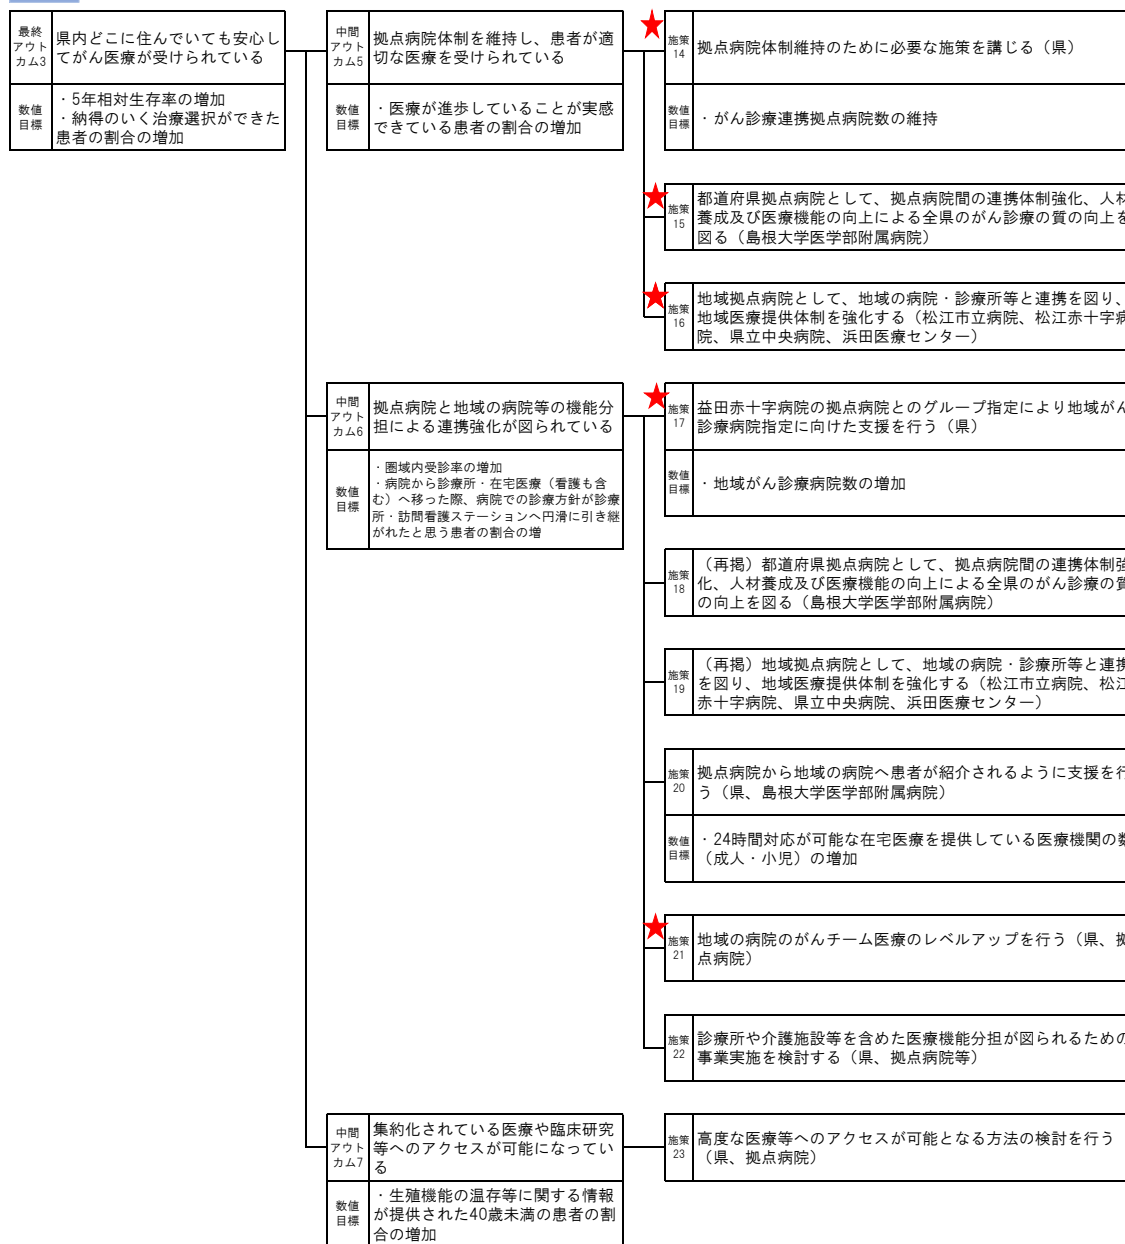 最終
アウト
カム3
県内どこに住んでいても安心し
てがん医療が受けられている
数値
目標
・5年相対生存率の増加
・納得のいく治療選択ができた
患者の割合の増加
中間
アウト
カム5
拠点病院体制を維持し、患者が適
切な医療を受けられている
数値
目標
・医療が進歩していることが実感
できている患者の割合の増加
施策
14
拠点病院体制維持のために必要な施策を講じる（県）
数値
目標
・がん診療連携拠点病院数の維持
施策
15
都道府県拠点病院として、拠点病院間の連携体制強化、人材
養成及び医療機能の向上による全県のがん診療の質の向上を
図る（島根大学医学部附属病院）
施策
16
地域拠点病院として、地域の病院・診療所等と連携を図り、
地域医療提供体制を強化する（松江市立病院、松江赤十字病
院、県立中央病院、浜田医療センター）
中間
アウト
カム6
拠点病院と地域の病院等の機能分
担による連携強化が図られている
数値
目標
・圏域内受診率の増加
・病院から診療所・在宅医療（看護も含
む）へ移った際、病院での診療方針が診療
所・訪問看護ステーションへ円滑に引き継
がれたと思う患者の割合の増
施策
17
益田赤十字病院の拠点病院とのグループ指定により地域がん
診療病院指定に向けた支援を行う（県）
数値
目標
・地域がん診療病院数の増加
施策
18
（再掲）都道府県拠点病院として、拠点病院間の連携体制強
化、人材養成及び医療機能の向上による全県のがん診療の質
の向上を図る（島根大学医学部附属病院）
施策
19
（再掲）地域拠点病院として、地域の病院・診療所等と連携
を図り、地域医療提供体制を強化する（松江市立病院、松江
赤十字病院、県立中央病院、浜田医療センター）
施策
20
拠点病院から地域の病院へ患者が紹介されるように支援を行
う（県、島根大学医学部附属病院）
数値
目標
・24時間対応が可能な在宅医療を提供している医療機関の数
（成人・小児）の増加
施策
21
地域の病院のがんチーム医療のレベルアップを行う（県、拠
点病院）
施策
22
診療所や介護施設等を含めた医療機能分担が図られるための
事業実施を検討する（県、拠点病院等）
中間
アウト
カム7
集約化されている医療や臨床研究
等へのアクセスが可能になってい
る
数値
目標
・生殖機能の温存等に関する情報
が提供された40歳未満の患者の割
合の増加
施策
23
高度な医療等へのアクセスが可能となる方法の検討を行う
（県、拠点病院）